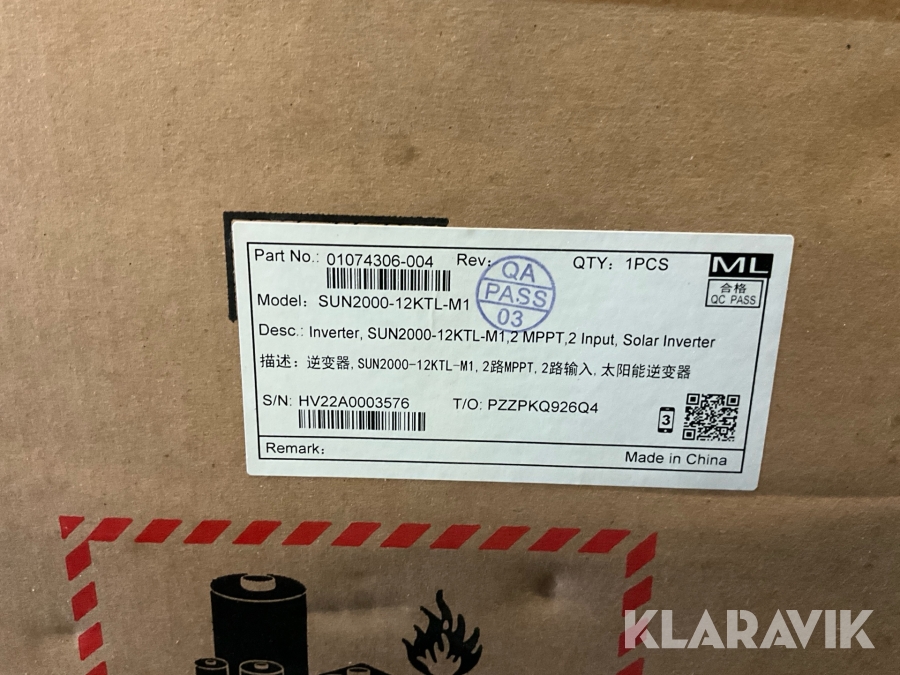 Part No.: 01074306-004 Rev: QTY: 1PCS ML
QA
PASS
03
合格
QC PASS
Model: SUN2000-12KTL-M1
Desc.: Inverter, SUN2000-12KTL-M1,2 MPPT,2 Input, Solar Inverter
描述: 逆变器,SUN2000-12KTL-M1,2路MPPT,2路输入,太阳能逆变器
S/N: HV22A0003576 T/O: PZZPKQ926Q4
3
Remark: Made in China
KLARAVIK